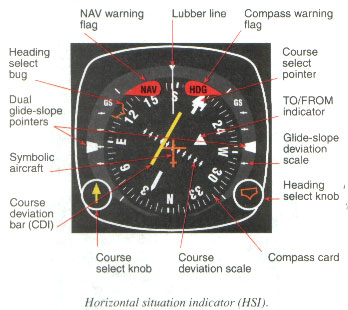 NAV warning
flag
Lubber line
Compass warning
flag
Heading
select
bug
Course
select
pointer
Dual
glide-slope
pointers
TO/FROM
indicator
Symbolic
aircraft
Glide-slope
deviation
scale
Course
deviation
bar (CDI)
Heading
select knob
Course
select knob
Course
deviation scale
Compass card
NAV
HDG
GS
GS
S
24
W
30
33
N
3
E
12
15
Horizontal situation indicator (HSI).